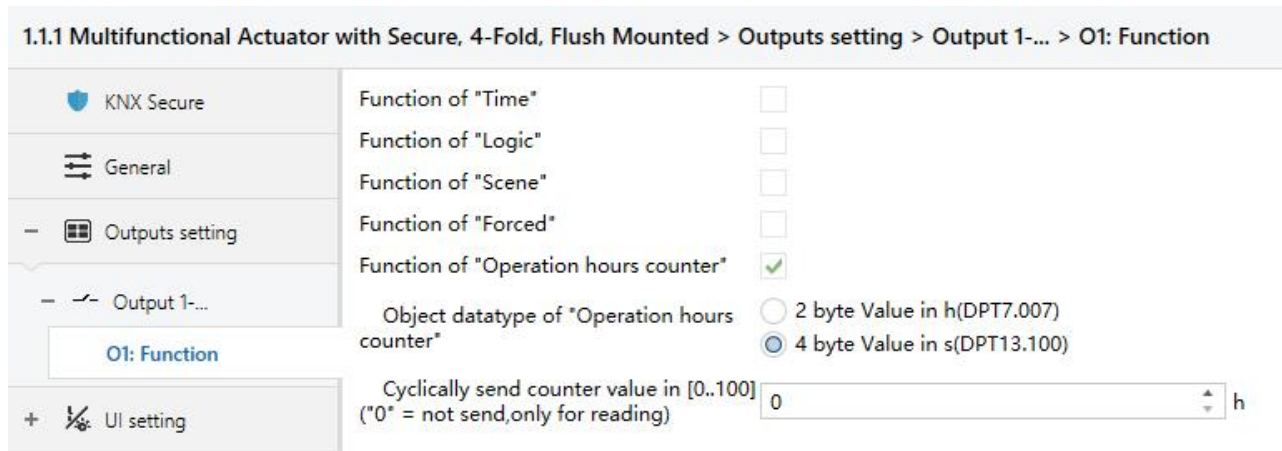 1.1.1 Multifunctional Actuator with Secure, 4-Fold, Flush Mounted > Outputs setting > Output 1-... > O1: Function
KNX Secure
General
Outputs setting
Output 1-...
O1: Function
UI setting
Function of "Time"
Function of "Logic"
Function of "Scene"
Function of "Forced"
Function of "Operation hours counter"
Object datatype of "Operation hours
counter"
2 byte Value in h(DPT7.007)
4 byte Value in s(DPT13.100)
Cyclically send counter value in [0..100]
("0" = not send,only for reading)
0
h